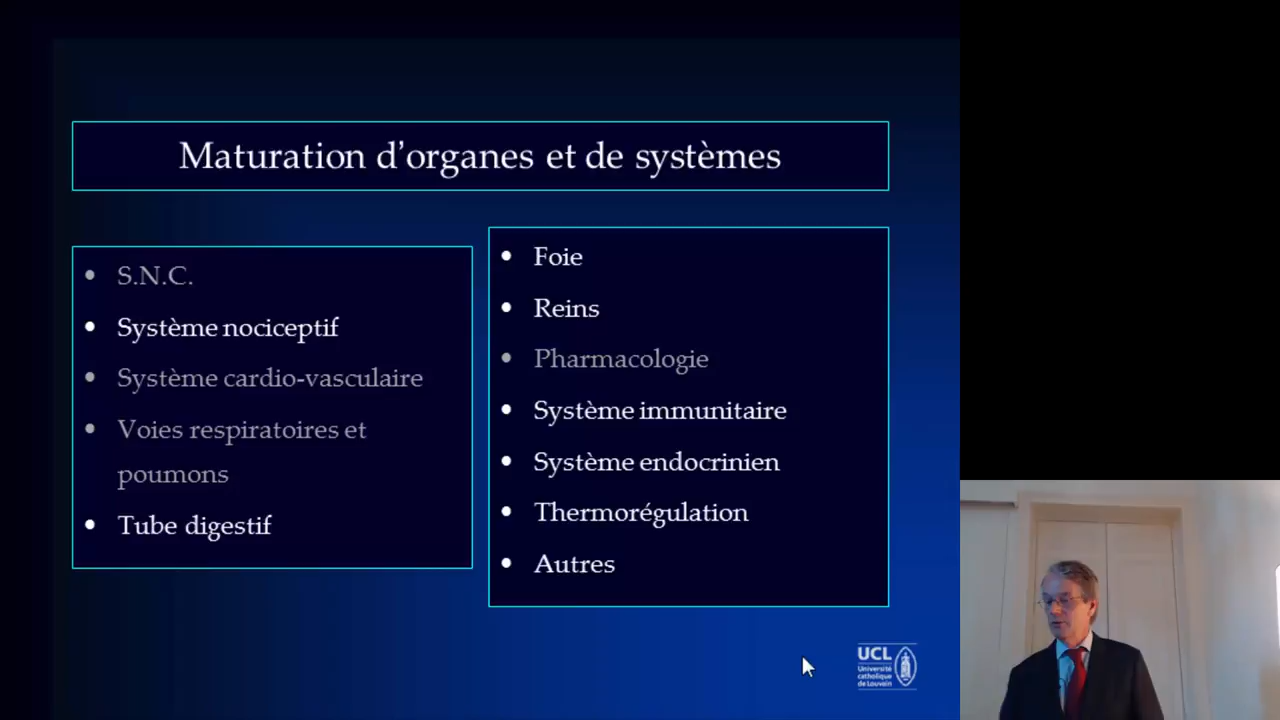 Maturation d’organes et de systèmes
• S.N.C.
• Système nociceptif
• Système cardio-vasculaire
• Voies respiratoires et
poumons
• Tube digestif
• Foie
• Reins
• Pharmacologie
• Système immunitaire
• Système endocrinien
• Thermorégulation
• Autres
UCL
Université
catholique
de Louvain